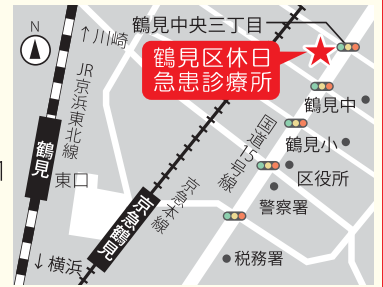 鶴見中央三丁目
N
↑川崎
鶴見区休日
急患診療所
JR京浜東北線
鶴見中
国道15号線
鶴見小
鶴見
東口
区役所
京急本線
警察署
京急鶴見
↓横浜
税務署